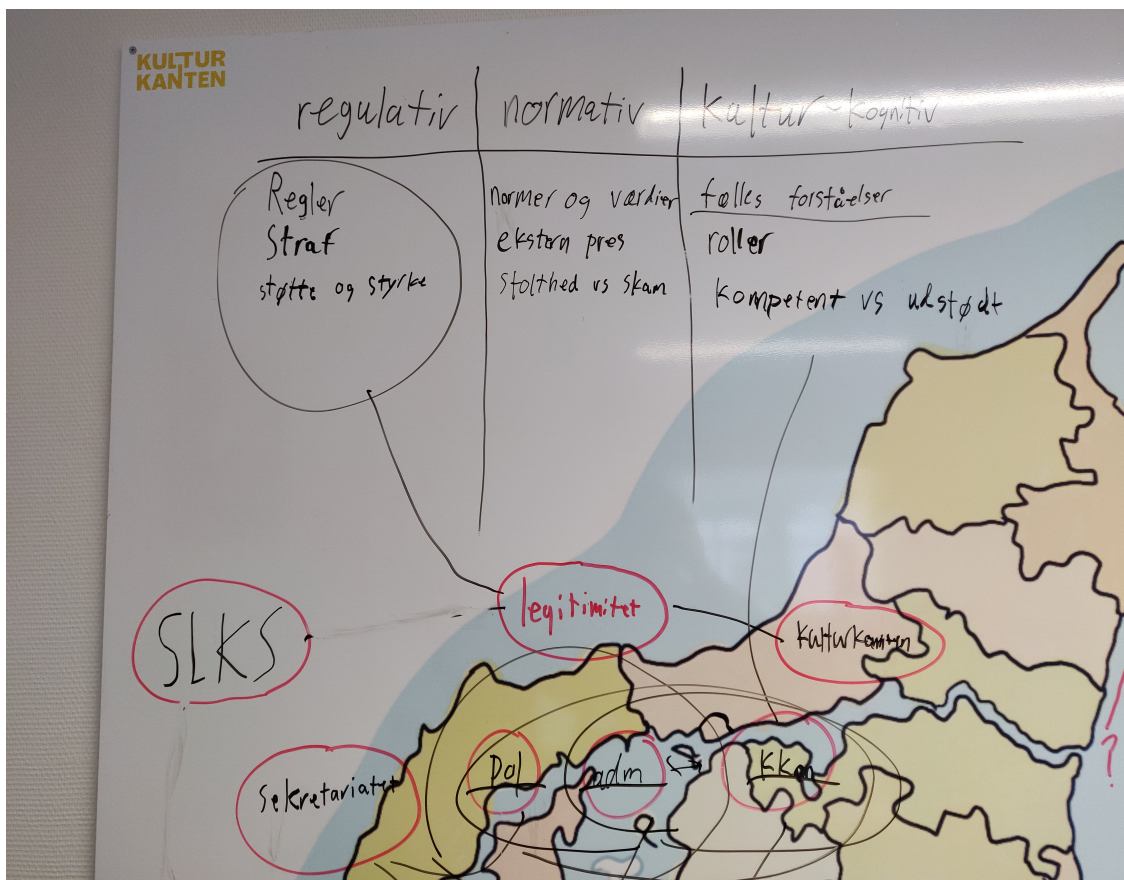 KULTUR
KANTEN
regulativ normativ kultur-kognitiv
Regler normer og værdier fælles forståelser
Straf ekstern pres roller
støtte og styrke stolthed vs skam kompetent vs udstødt
legitimitet
SLKS kulturkanten
sekretariatet pol adm KKan
?